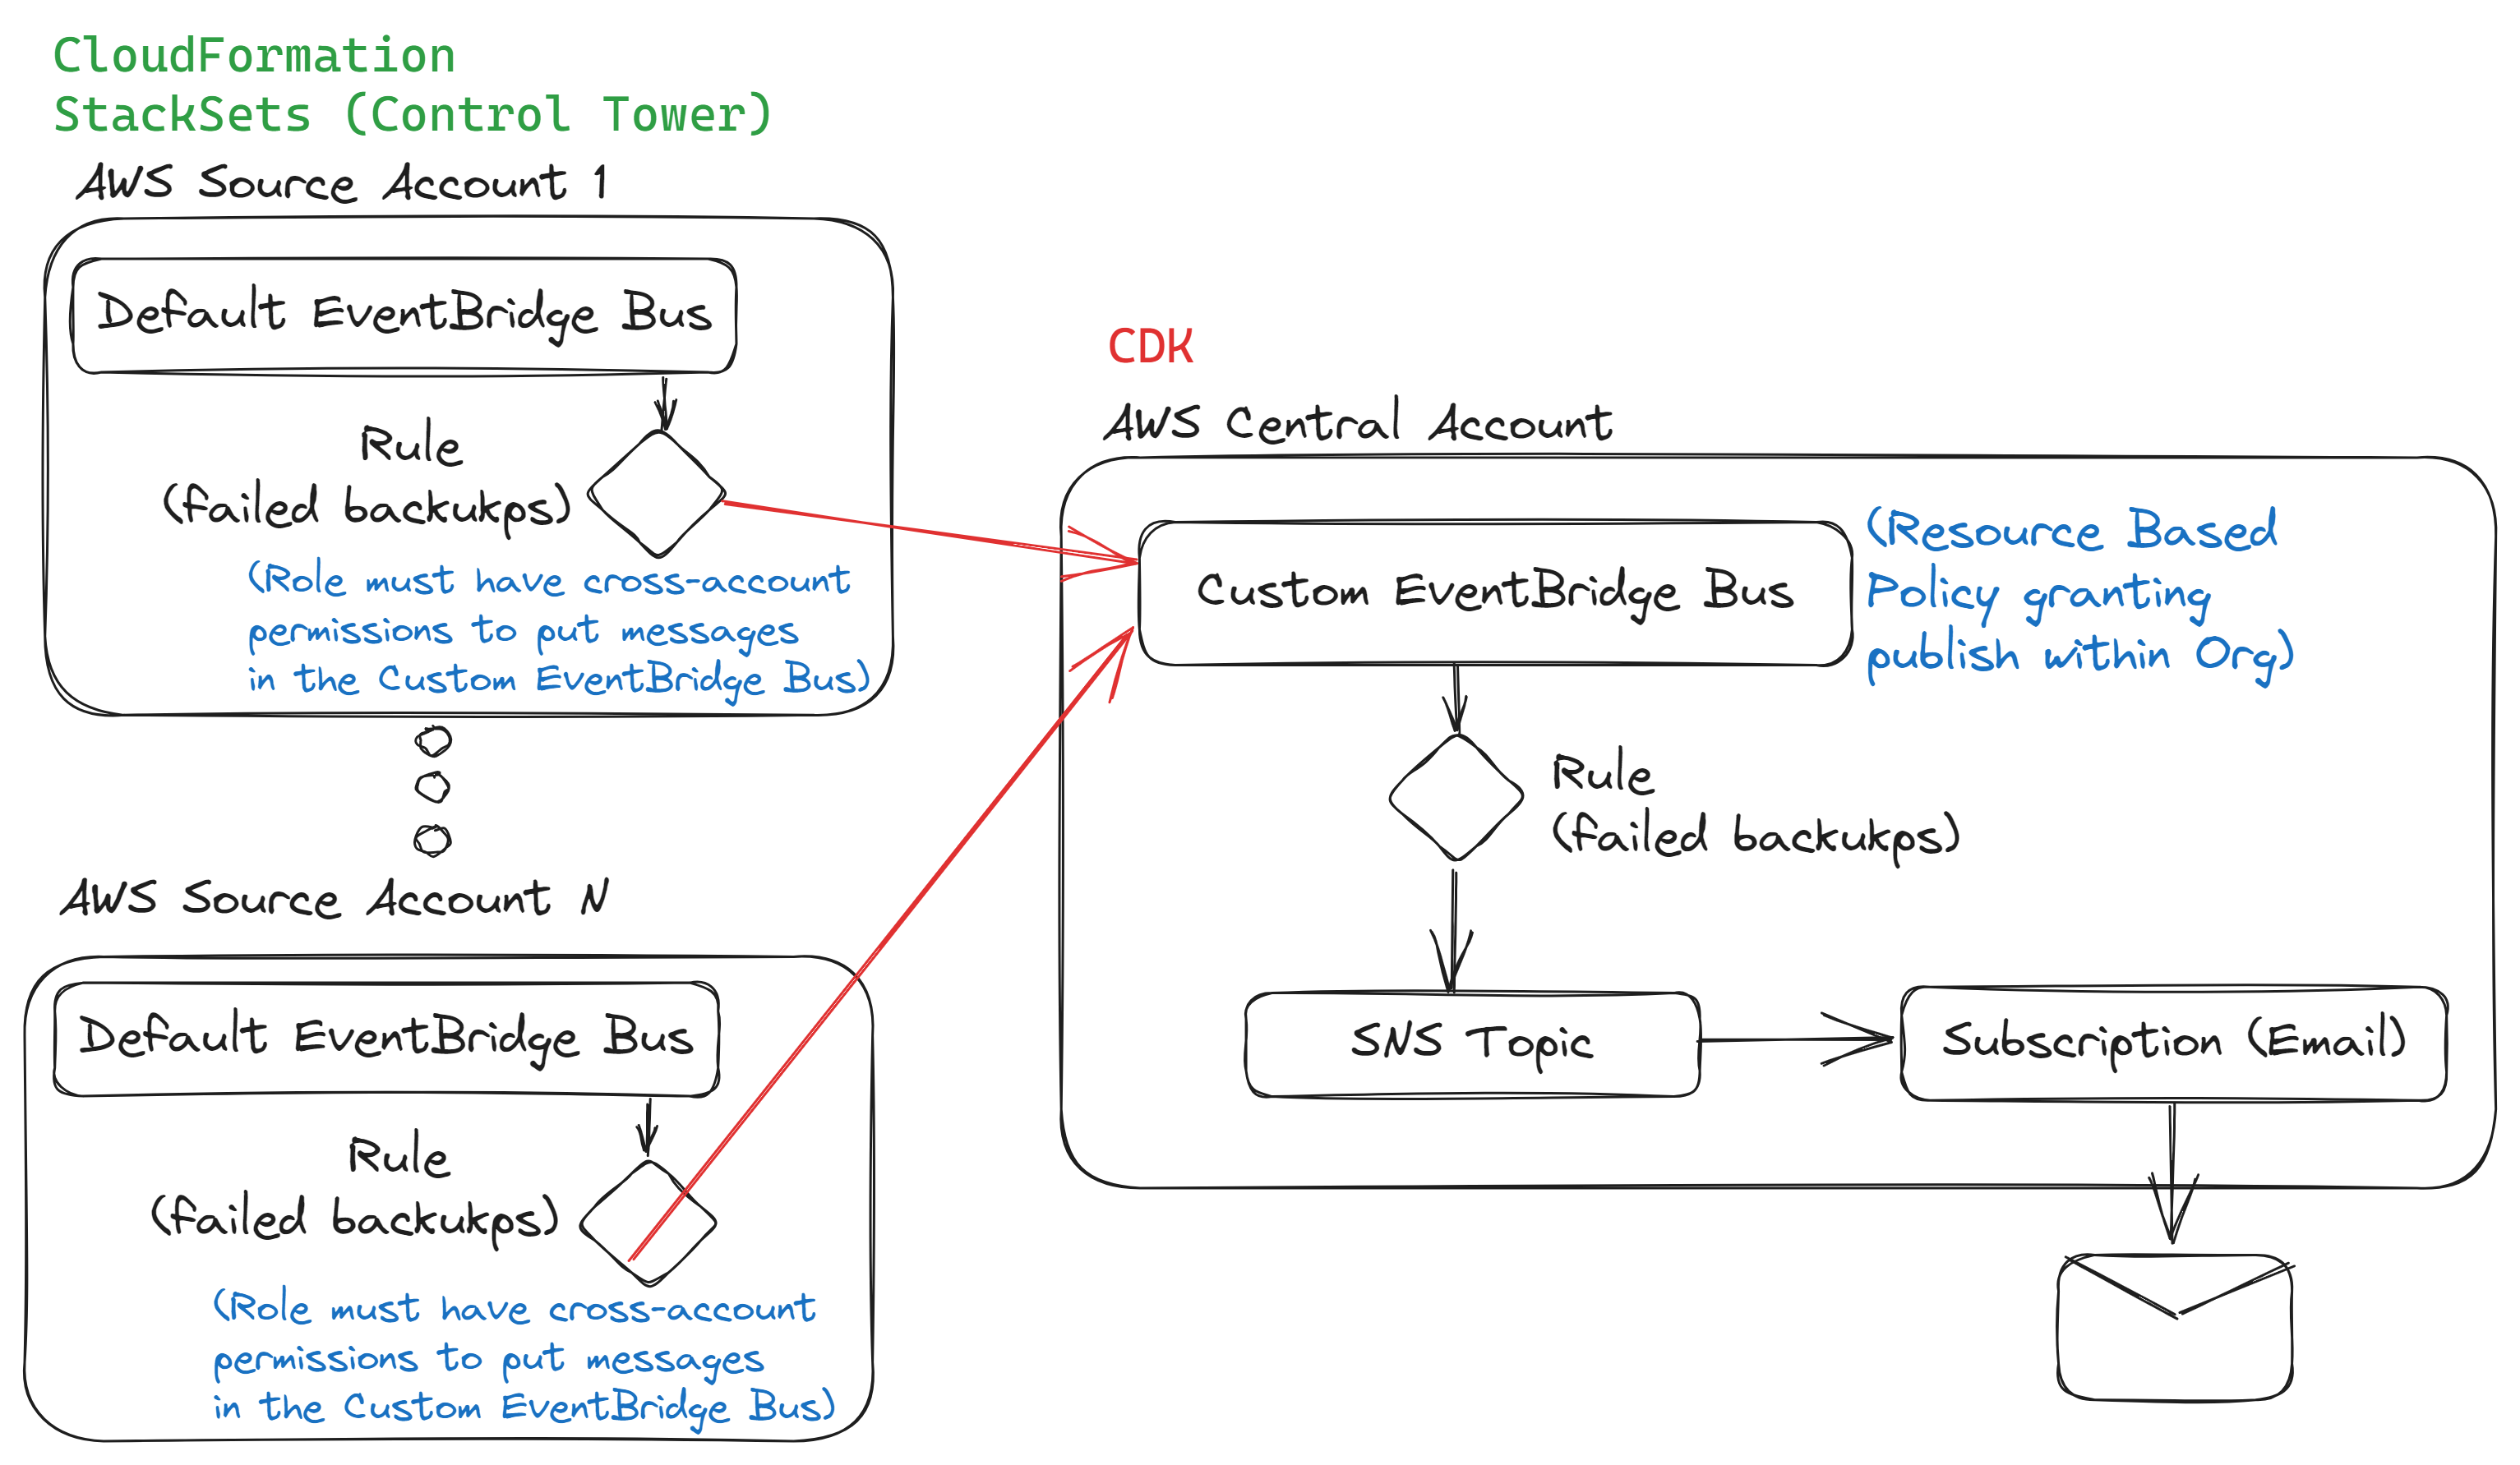 CloudFormation
StackSets (Control Tower)
AWS Source Account 1
Default EventBridge Bus
Rule
(failed backukps)
(Role must have cross-account
permissions to put messages
in the Custom EventBridge Bus)
AWS Source Account N
Default EventBridge Bus
Rule
(failed backukps)
(Role must have cross-account
permissions to put messages
in the Custom EventBridge Bus)
CDK
AWS Central Account
Custom EventBridge Bus
(Resource Based
Policy granting
publish within Org)
Rule
(failed backukps)
SNS Topic
Subscription (Email)